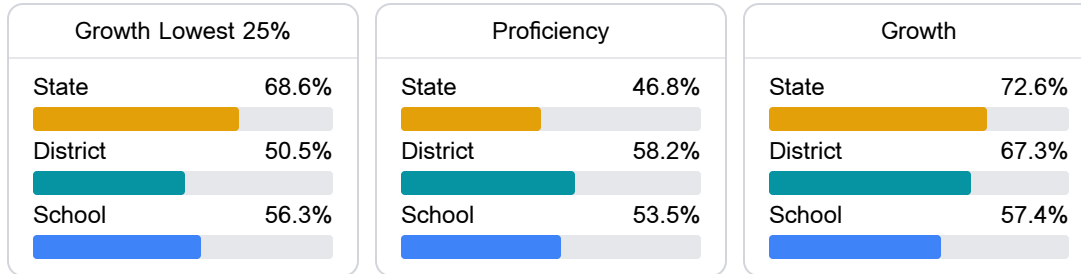 Growth Lowest 25%
State 68.6%
District 50.5%
School 56.3%
Proficiency
State 46.8%
District 58.2%
School 53.5%
Growth
State 72.6%
District 67.3%
School 57.4%